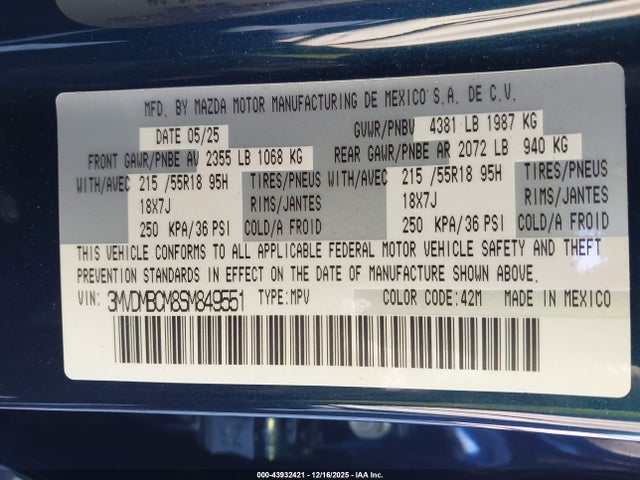 MFD. BY MAZDA MOTOR MANUFACTURING DE MEXICO S.A. DE C.V.
DATE 05/25 GVWR/PNBV 4381 LB 1987 KG
FRONT GAWR/PNBE AV 2355 LB 1068 KG REAR GAWR/PNBE AR 2072 LB 940 KG
WITH/AVEC 215 /55R18 95H TIRES/PNEUS WITH/AVEC 215 /55R18 95H TIRES/PNEUS
18X7J RIMS/JANTES 18X7J RIMS/JANTES
250 KPA/36 PSI COLD/A FROID 250 KPA/36 PSI COLD/A FROID
THIS VEHICLE CONFORMS TO ALL APPLICABLE FEDERAL MOTOR VEHICLE SAFETY AND THEFT
PREVENTION STANDARDS IN EFFECT ON THE DATE OF MANUFACTURE SHOWN ABOVE.
VIN: 3MVDMBCM8SM849551 TYPE:MPV COLOR CODE:42M MADE IN MEXICO
000-43932421 - 12/16/2025 - IAA Inc.